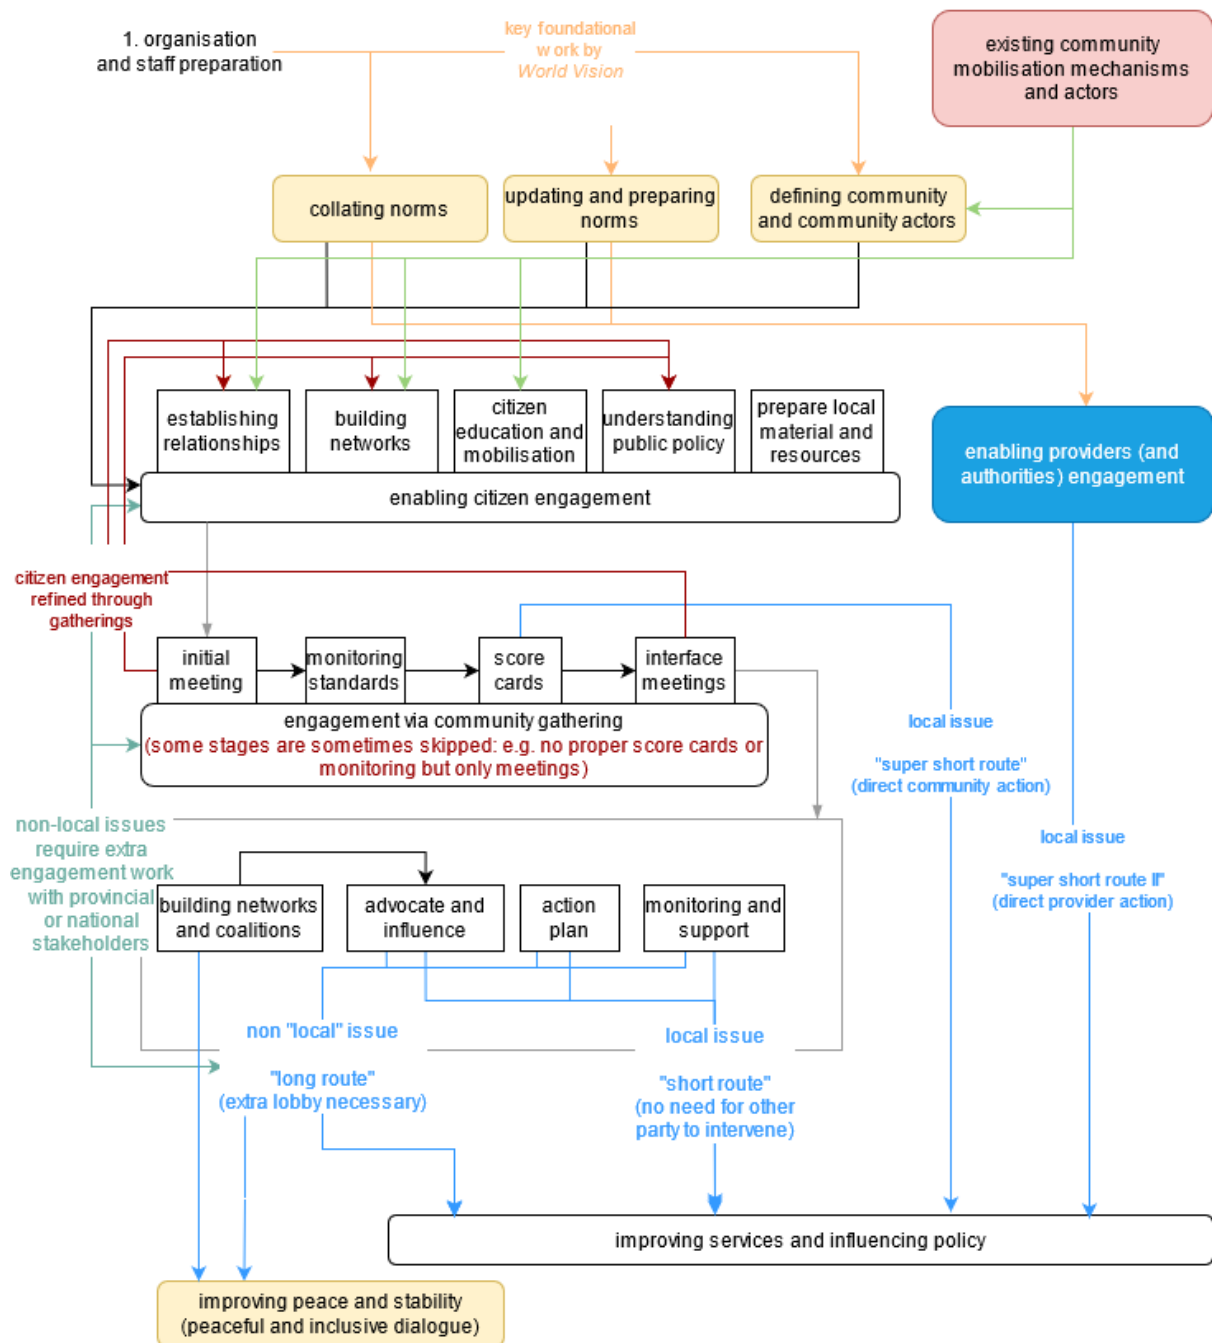 1. organisation
and staff preparation
key foundational
work by
World Vision
existing community
mobilisation mechanisms
and actors
collating norms
updating and preparing
norms
defining community
and community actors
establishing
relationships
building
networks
citizen
education and
mobilisation
understanding
public policy
prepare local
material and
resources
enabling citizen engagement
enabling providers (and
authorities) engagement
citizen engagement
refined through
gatherings
initial
meeting
monitoring
standards
score
cards
interface
meetings
engagement via community gathering
(some stages are sometimes skipped: e.g. no proper score cards or
monitoring but only meetings)
local issue
"super short route"
(direct community action)
local issue
"super short route II"
(direct provider action)
non-local issues
require extra
engagement work
with provincial
or national
stakeholders
building networks
and coalitions
advocate and
influence
action
plan
monitoring and
support
non "local" issue
"long route"
(extra lobby necessary)
local issue
"short route"
(no need for other
party to intervene)
improving services and influencing policy
improving peace and stability
(peaceful and inclusive dialogue)